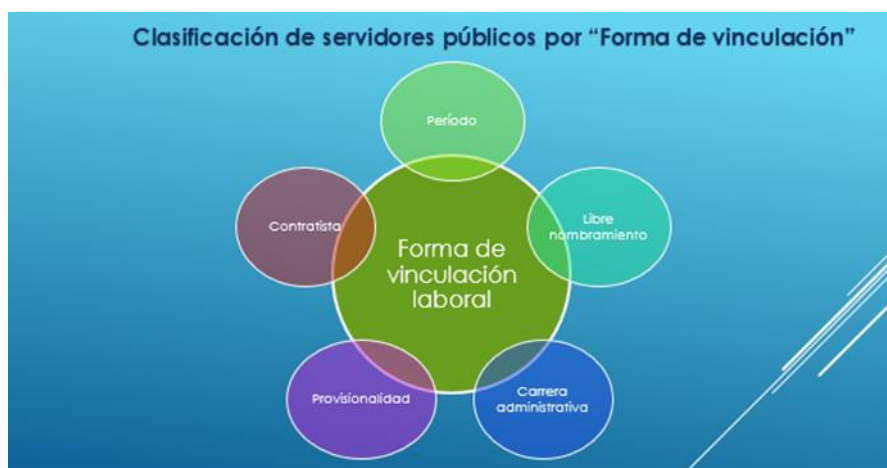 Clasificación de servidores públicos por “Forma de vinculación”
Período
Contratista
Libre
nombramiento
Forma de
vinculación
laboral
Provisionalidad
Carrera
administrativa